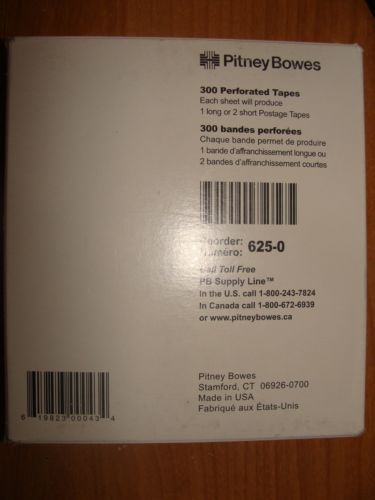 Pitney Bowes
300 Perforated Tapes
Each sheet will produce
1 long or 2 short Postage Tapes
300 bandes perforées
Chaque bande permet de produire
1 bande d'affranchissement longue ou
2 bandes d'affranchissement courtes
Reorder:
Numéro: 625-0
Call Toll Free
PB Supply Line™
In the U.S. call 1-800-243-7824
In Canada call 1-800-672-6939
or www.pitneybowes.ca
Pitney Bowes
Stamford, CT 06926-0700
Made in USA
Fabriqué aux États-Unis
6 19823 00043 4